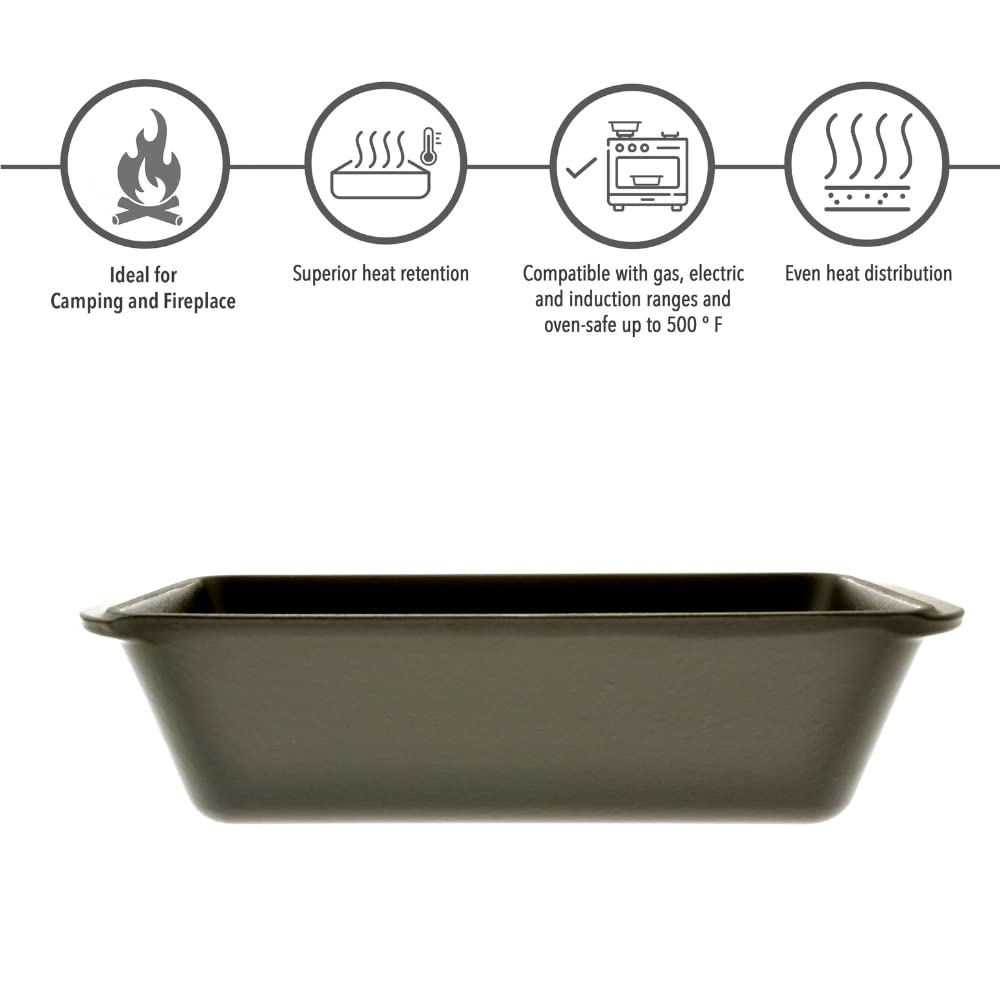 Ideal for
Camping and Fireplace
Superior heat retention
Compatible with gas, electric
and induction ranges and
oven-safe up to 500 º F
Even heat distribution